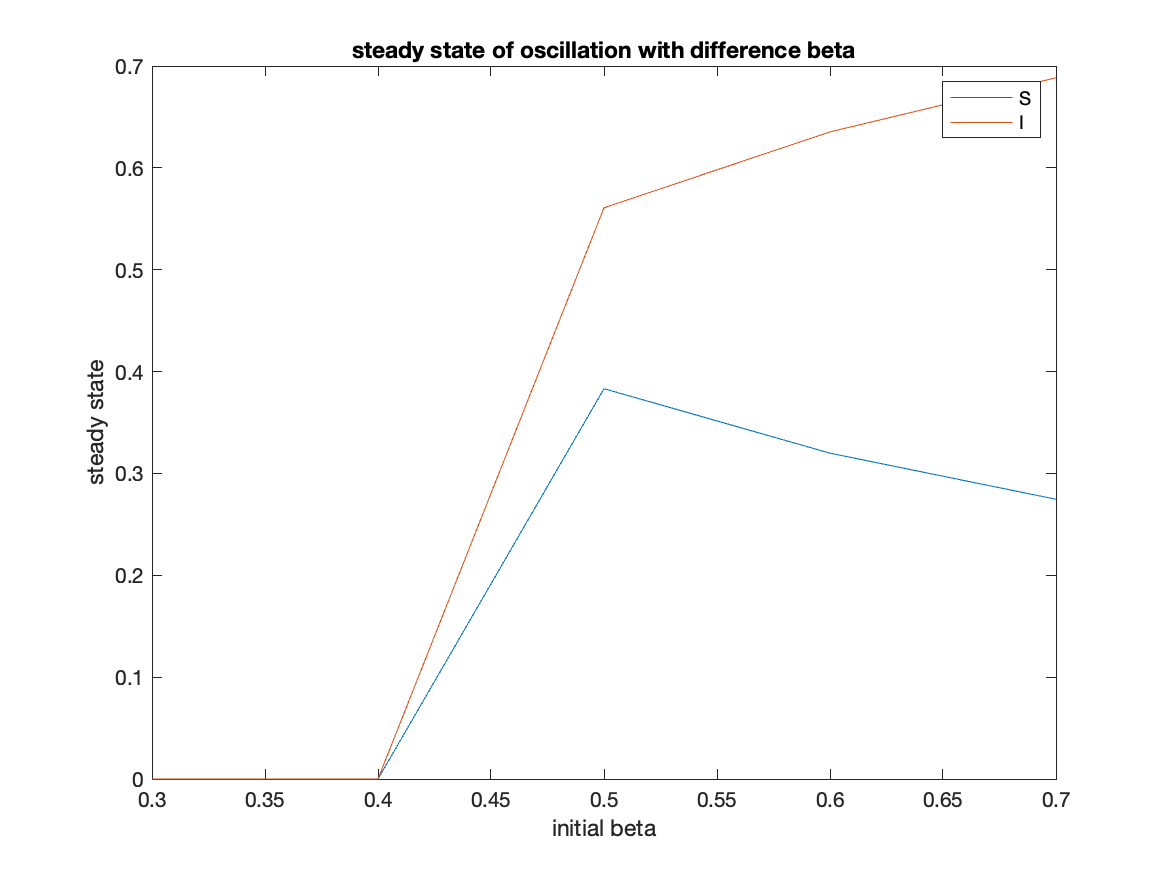 steady state of oscillation with difference beta
0.7
0.6
0.5
0.4
0.3
0.2
0.1
0
steady state
S
I
0.3 0.35 0.4 0.45 0.5 0.55 0.6 0.65 0.7
initial beta